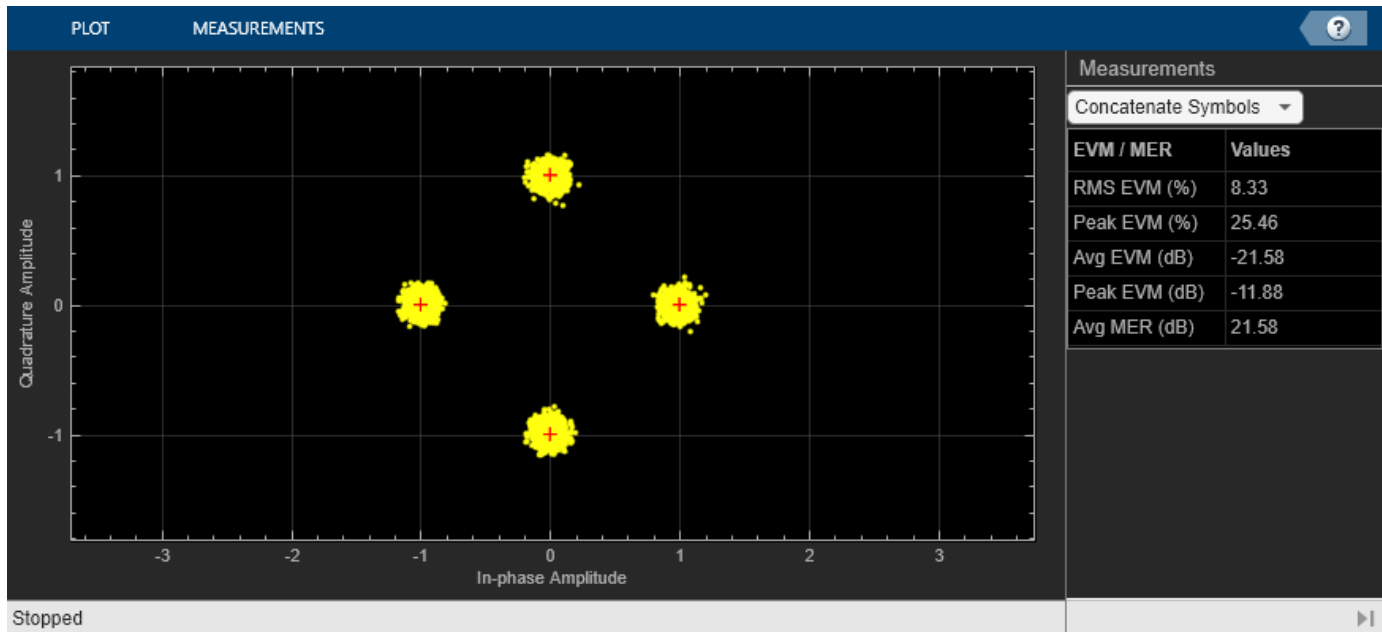 PLOT MEASUREMENTS ?
Measurements
Concatenate Symbols
EVM / MER Values
RMS EVM (%) 8.33
Peak EVM (%) 25.46
Avg EVM (dB) -21.58
Peak EVM (dB) -11.88
Avg MER (dB) 21.58
Quadrature Amplitude
1
0
-1
-3 -2 -1 0 1 2 3
In-phase Amplitude
Stopped